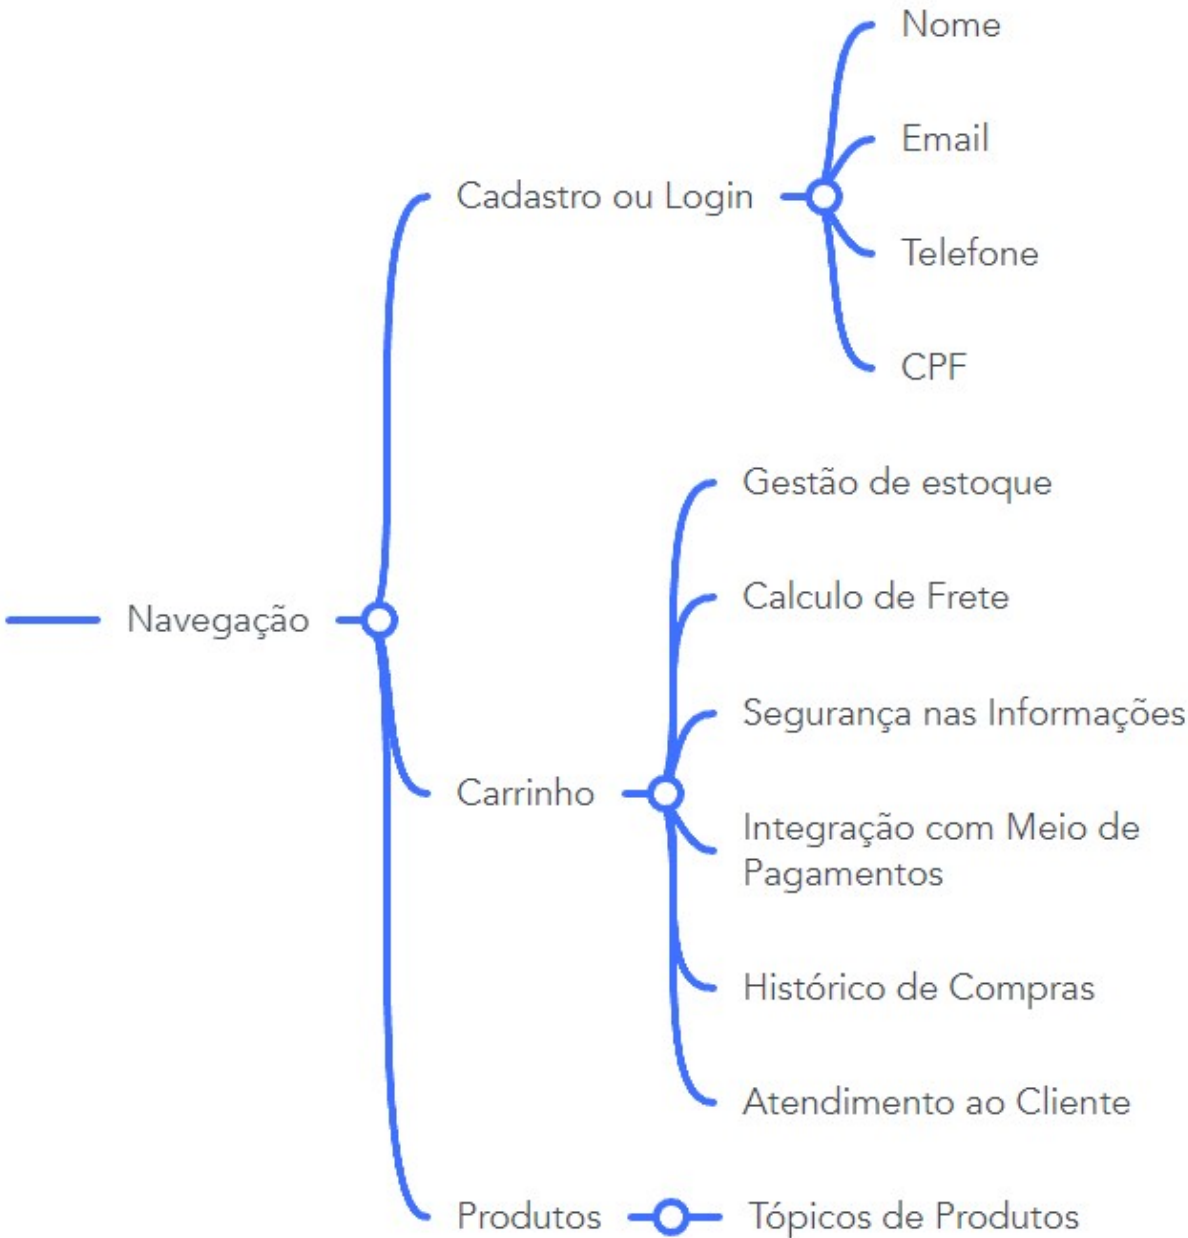 Nome
Email
Cadastro ou Login
Telefone
CPF
Gestão de estoque
Calculo de Frete
Navegação
Segurança nas Informações
Carrinho
Integração com Meio de
Pagamentos
Histórico de Compras
Atendimento ao Cliente
Produtos
Tópicos de Produtos